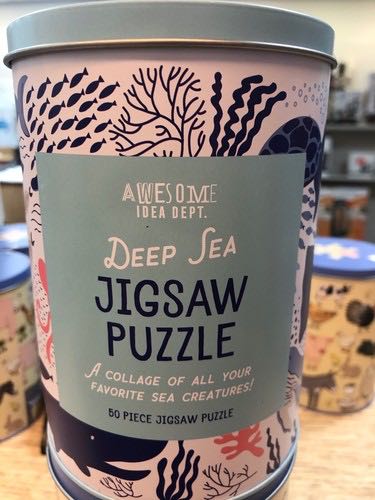 AWESOME
IDEA DEPT.
DEEP SEA
JIGSAW
PUZZLE
A COLLAGE OF ALL YOUR
FAVORITE SEA CREATURES!
50 PIECE JIGSAW PUZZLE